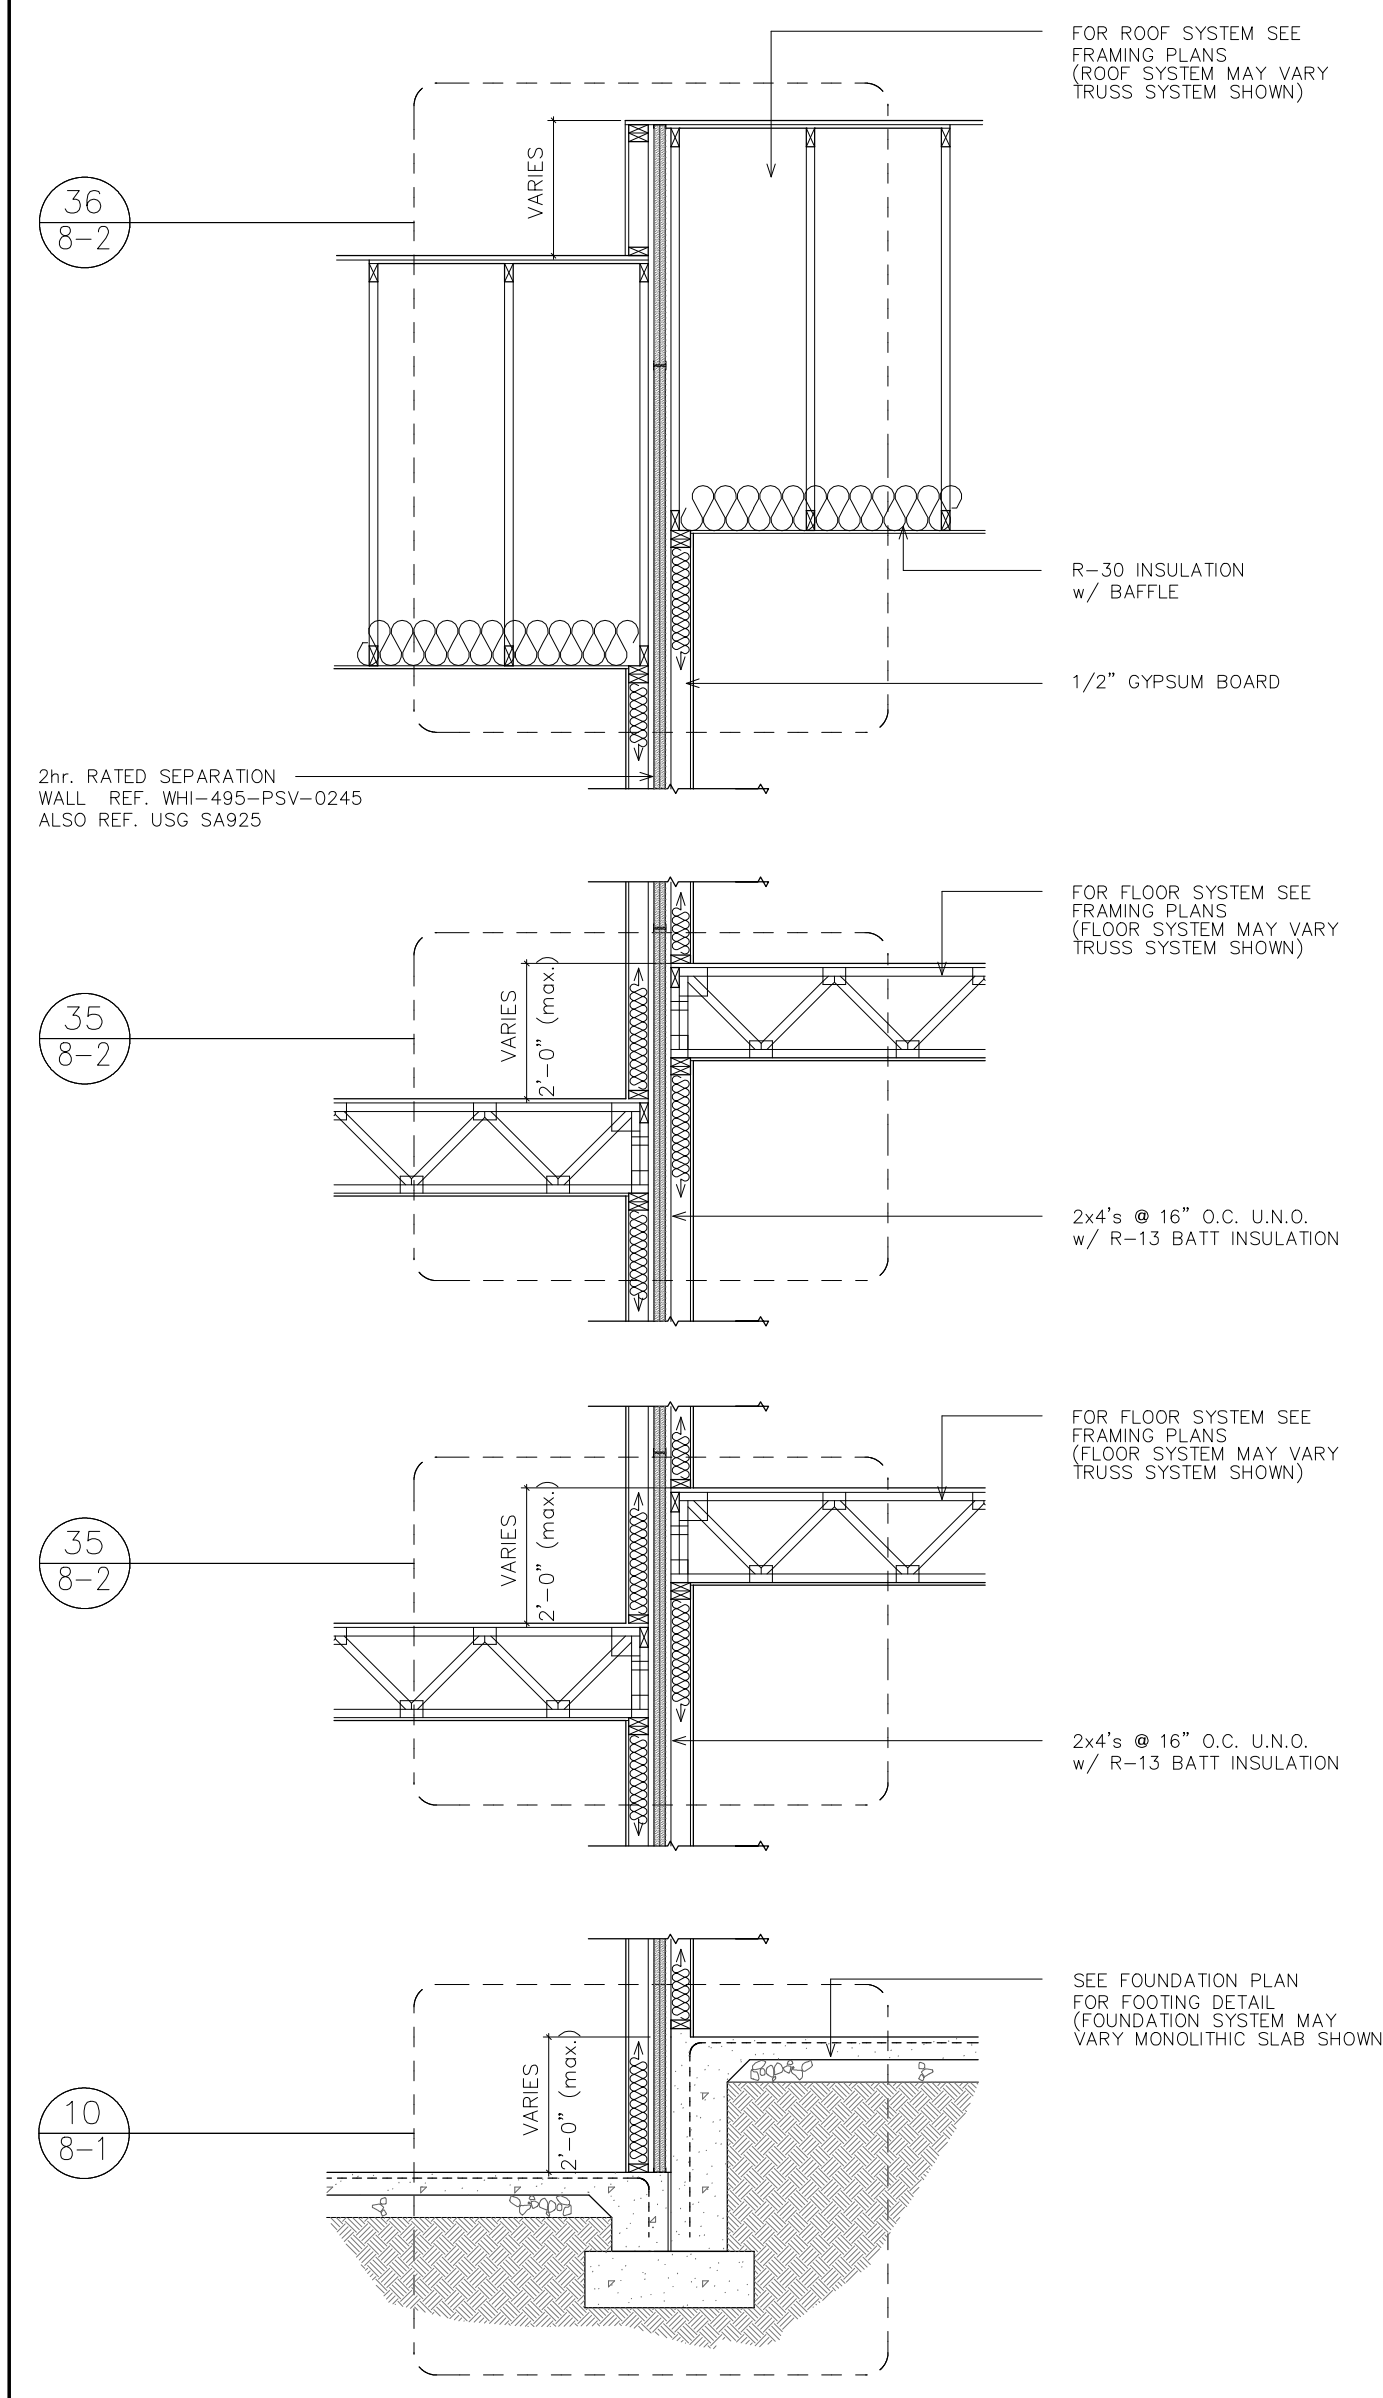 FOR ROOF SYSTEM SEE
FRAMING PLANS
(ROOF SYSTEM MAY VARY
TRUSS SYSTEM SHOWN)
VARIES
36
8-2
R-30 INSULATION
w/ BAFFLE
1/2" GYPSUM BOARD
2hr. RATED SEPARATION
WALL REF. WHI-495-PSV-0245
ALSO REF. USG SA925
FOR FLOOR SYSTEM SEE
FRAMING PLANS
(FLOOR SYSTEM MAY VARY
TRUSS SYSTEM SHOWN)
VARIES
2'-0" (max.)
35
8-2
2x4's @ 16" O.C. U.N.O.
w/ R-13 BATT INSULATION
FOR FLOOR SYSTEM SEE
FRAMING PLANS
(FLOOR SYSTEM MAY VARY
TRUSS SYSTEM SHOWN)
VARIES
2'-0" (max.)
35
8-2
2x4's @ 16" O.C. U.N.O.
w/ R-13 BATT INSULATION
SEE FOUNDATION PLAN
FOR FOOTING DETAIL
(FOUNDATION SYSTEM MAY
VARY MONOLITHIC SLAB SHOWN
VARIES
2'-0" (max.)
10
8-1